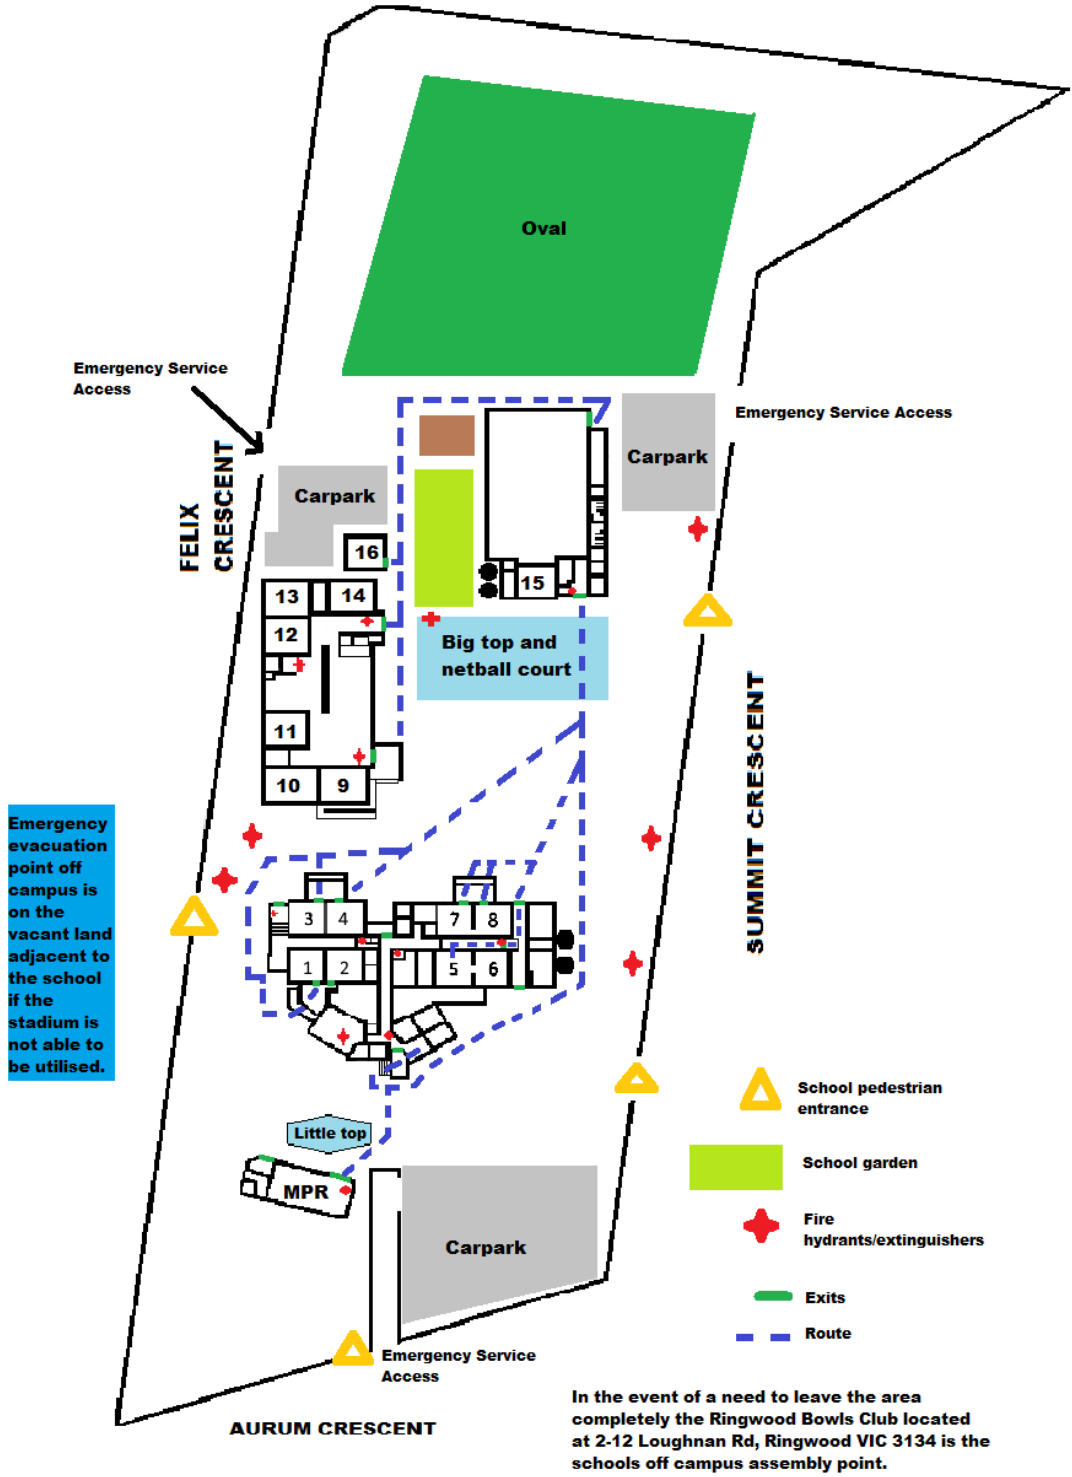 Oval
Emergency Service
Access
Emergency Service Access
FELIX
CRESCENT
Carpark
Carpark
16
15
13
14
12
11
10
9
Big top and
netball court
SUMMIT CRESCENT
Emergency
evacuation
point off
campus is
on the
vacant land
adjacent to
the school
if the
stadium is
not able to
be utilised.
3
4
7
8
1
2
5
6
Little top
MPR
Carpark
School pedestrian
entrance
School garden
Fire
hydrants/extinguishers
Exits
Route
Emergency Service
Access
AURUM CRESCENT
In the event of a need to leave the area
completely the Ringwood Bowls Club located
at 2-12 Loughnan Rd, Ringwood VIC 3134 is the
schools off campus assembly point.